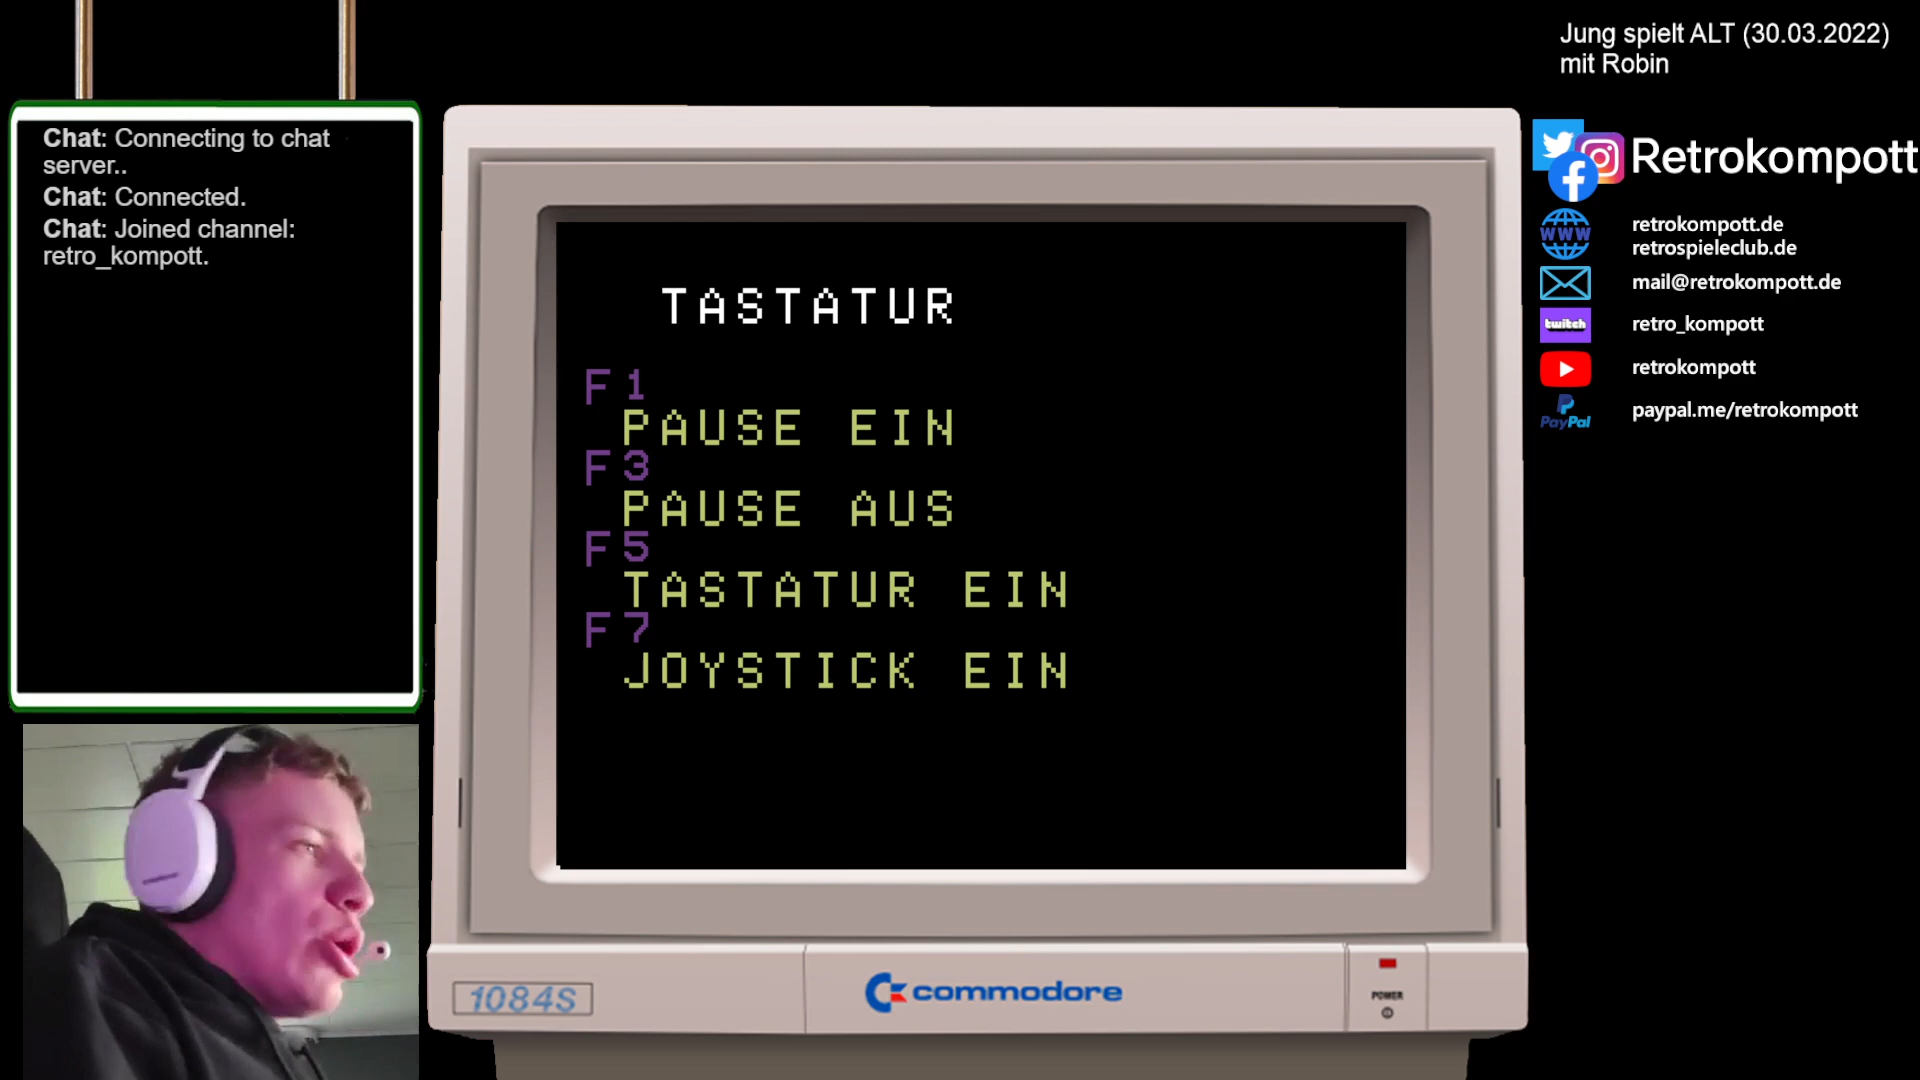 Jung spielt ALT (30.03.2022)
mit Robin
Chat: Connecting to chat
server..
Chat: Connected.
Chat: Joined channel:
retro_kompott.
TASTATUR
F1
PAUSE EIN
F3
PAUSE AUS
F5
TASTATUR EIN
F7
JOYSTICK EIN
Retrokompott
WWW
retrokompott.de
retrospieleclub.de
mail@retrokompott.de
twitch
retro_kompott
retrokompott
PayPal
paypal.me/retrokompott
1084S
commodore
POWER